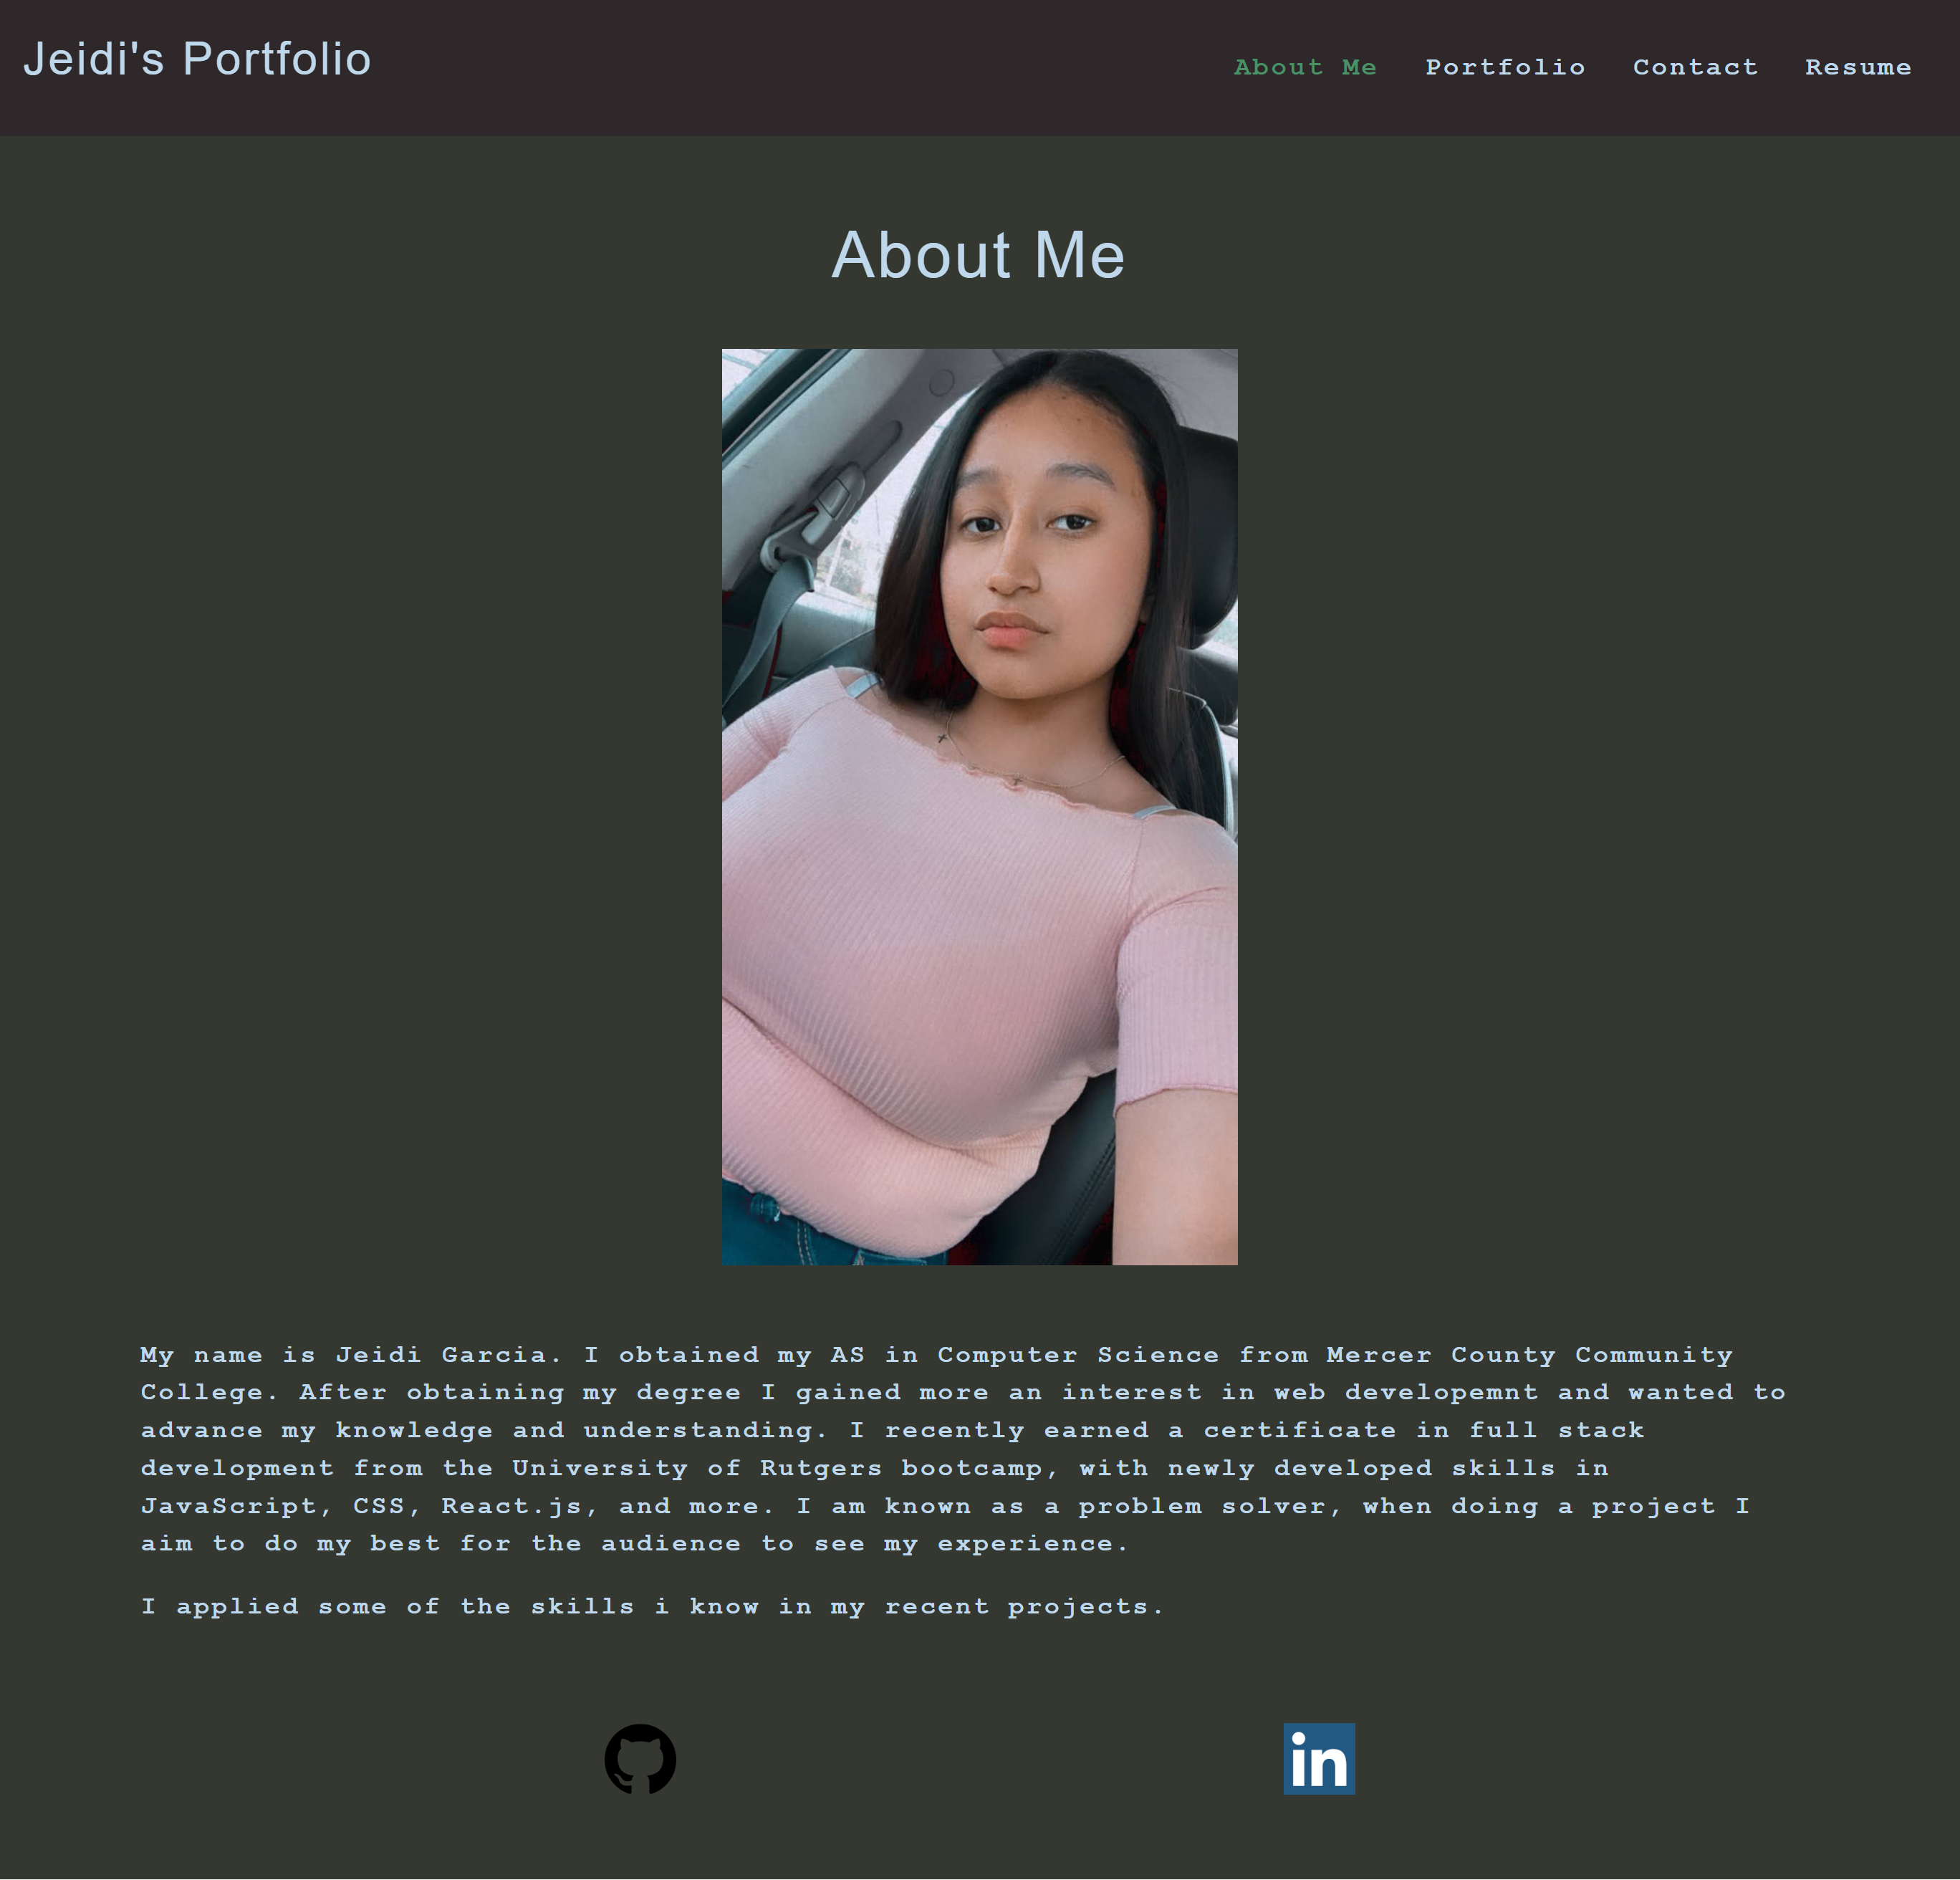 Jeidi's Portfolio
About Me Portfolio Contact Resume
About Me
My name is Jeidi Garcia. I obtained my AS in Computer Science from Mercer County Community
College. After obtaining my degree I gained more an interest in web developemnt and wanted to
advance my knowledge and understanding. I recently earned a certificate in full stack
development from the University of Rutgers bootcamp, with newly developed skills in
JavaScript, CSS, React.js, and more. I am known as a problem solver, when doing a project I
aim to do my best for the audience to see my experience.
I applied some of the skills i know in my recent projects.
in